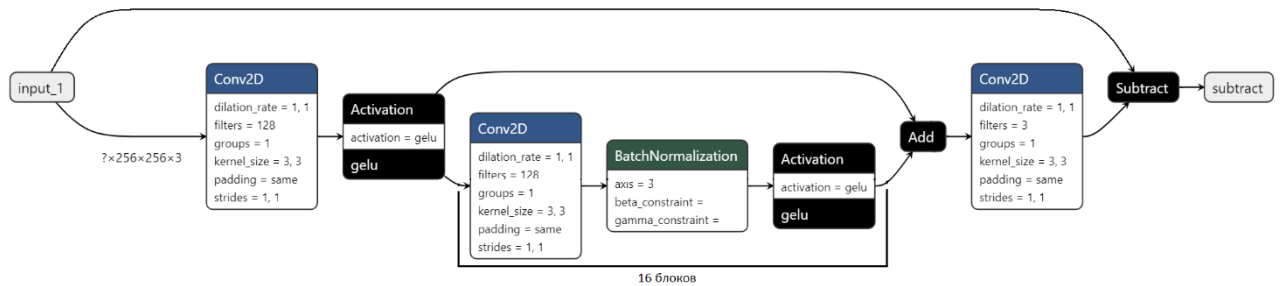 input_1
?×256×256×3
Conv2D
dilation_rate = 1, 1
filters = 128
groups = 1
kernel_size = 3, 3
padding = same
strides = 1, 1
Activation
activation = gelu
gelu
Conv2D
dilation_rate = 1, 1
filters = 128
groups = 1
kernel_size = 3, 3
padding = same
strides = 1, 1
BatchNormalization
axis = 3
beta_constraint =
gamma_constraint =
Activation
activation = gelu
gelu
16 блоков
Add
Conv2D
dilation_rate = 1, 1
filters = 3
groups = 1
kernel_size = 3, 3
padding = same
strides = 1, 1
Subtract
subtract